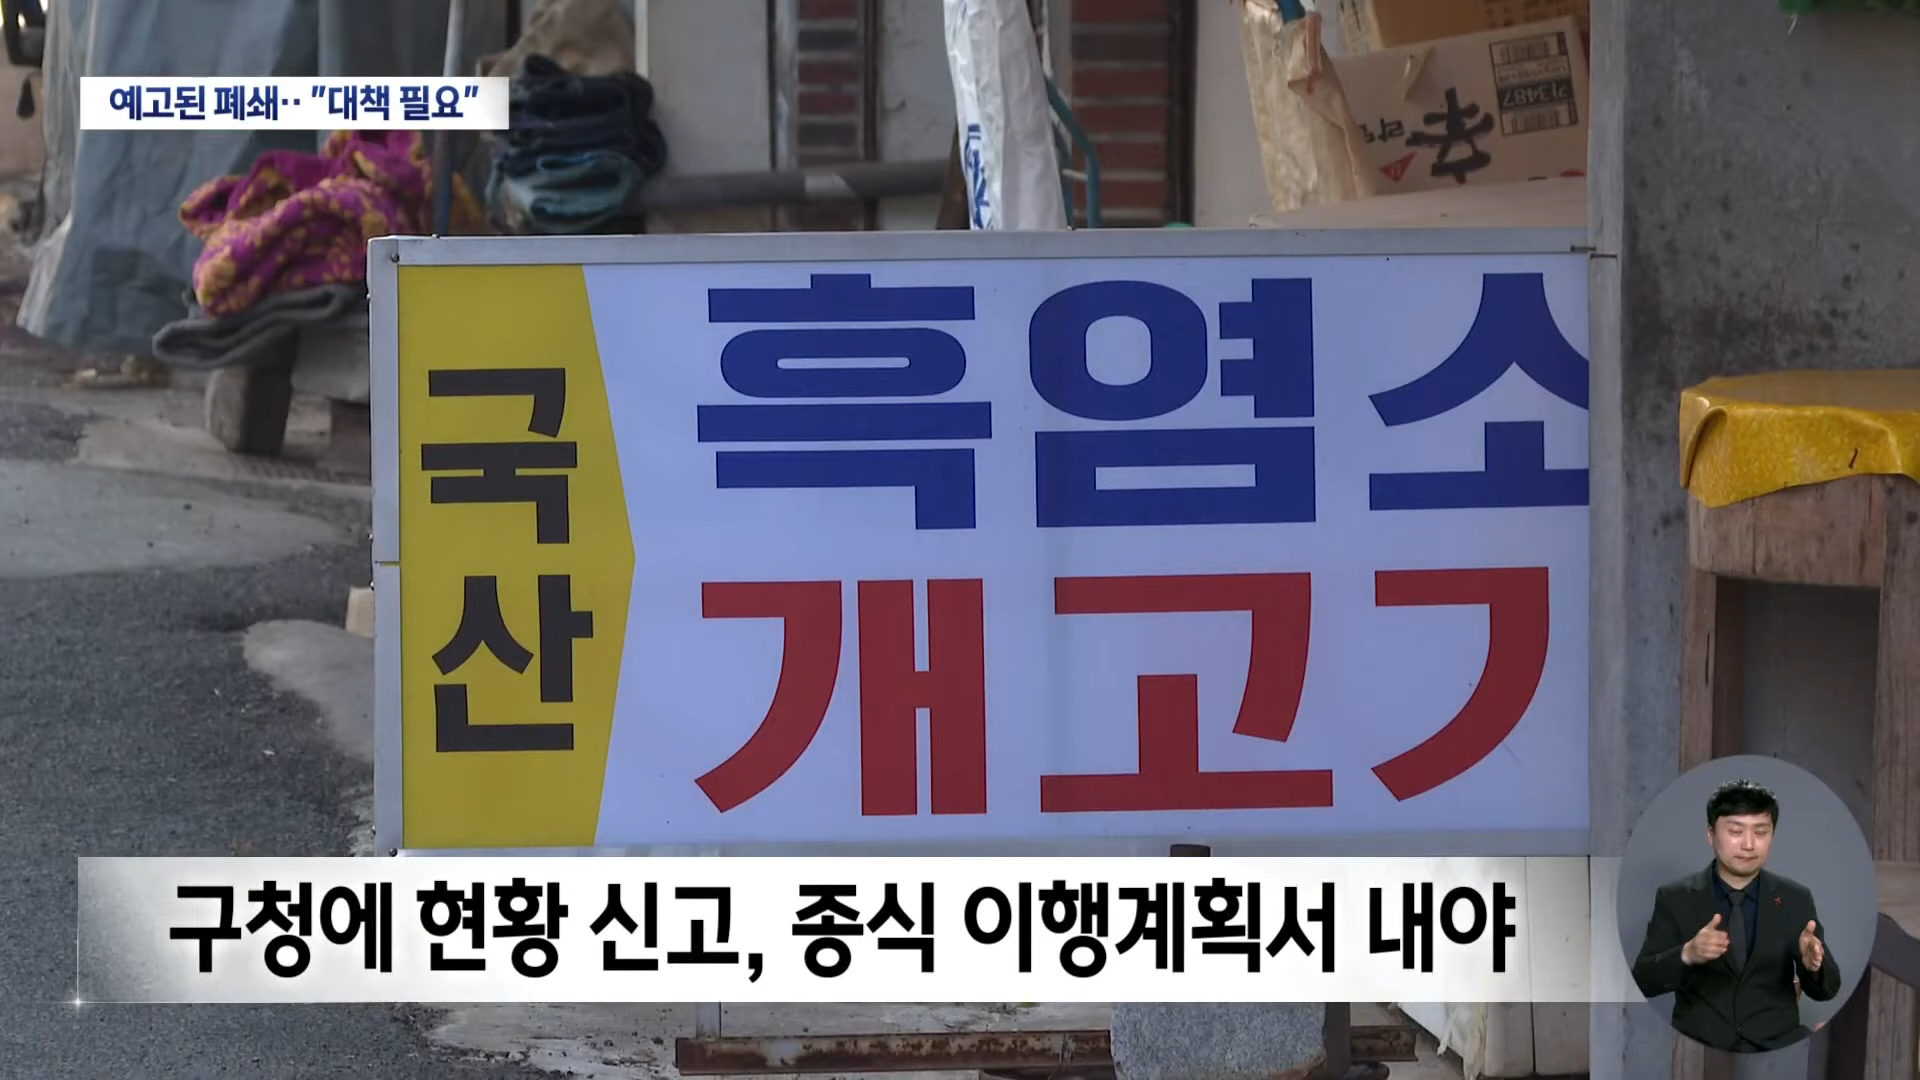 예고된 폐쇄‥ "대책 필요"
73487
국산
흑염소
개고기
구청에 현황 신고, 종식 이행계획서 내야